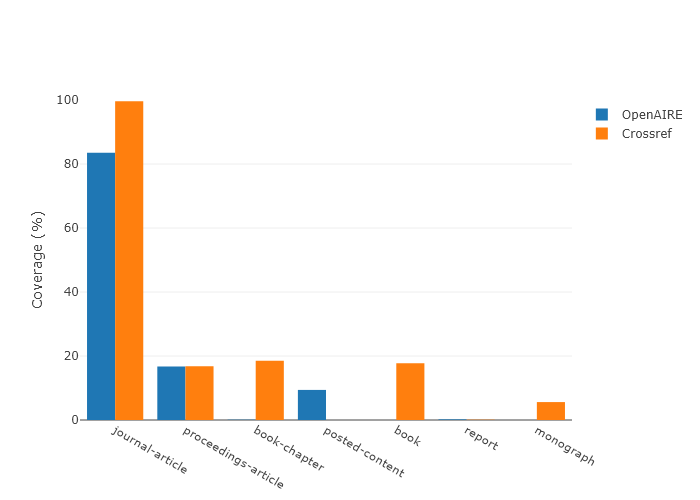 100
80
60
40
20
0
Coverage (%)
OpenAIRE
Crossref
journal-article
proceedings-article
book-chapter
posted-content
book
report
monograph